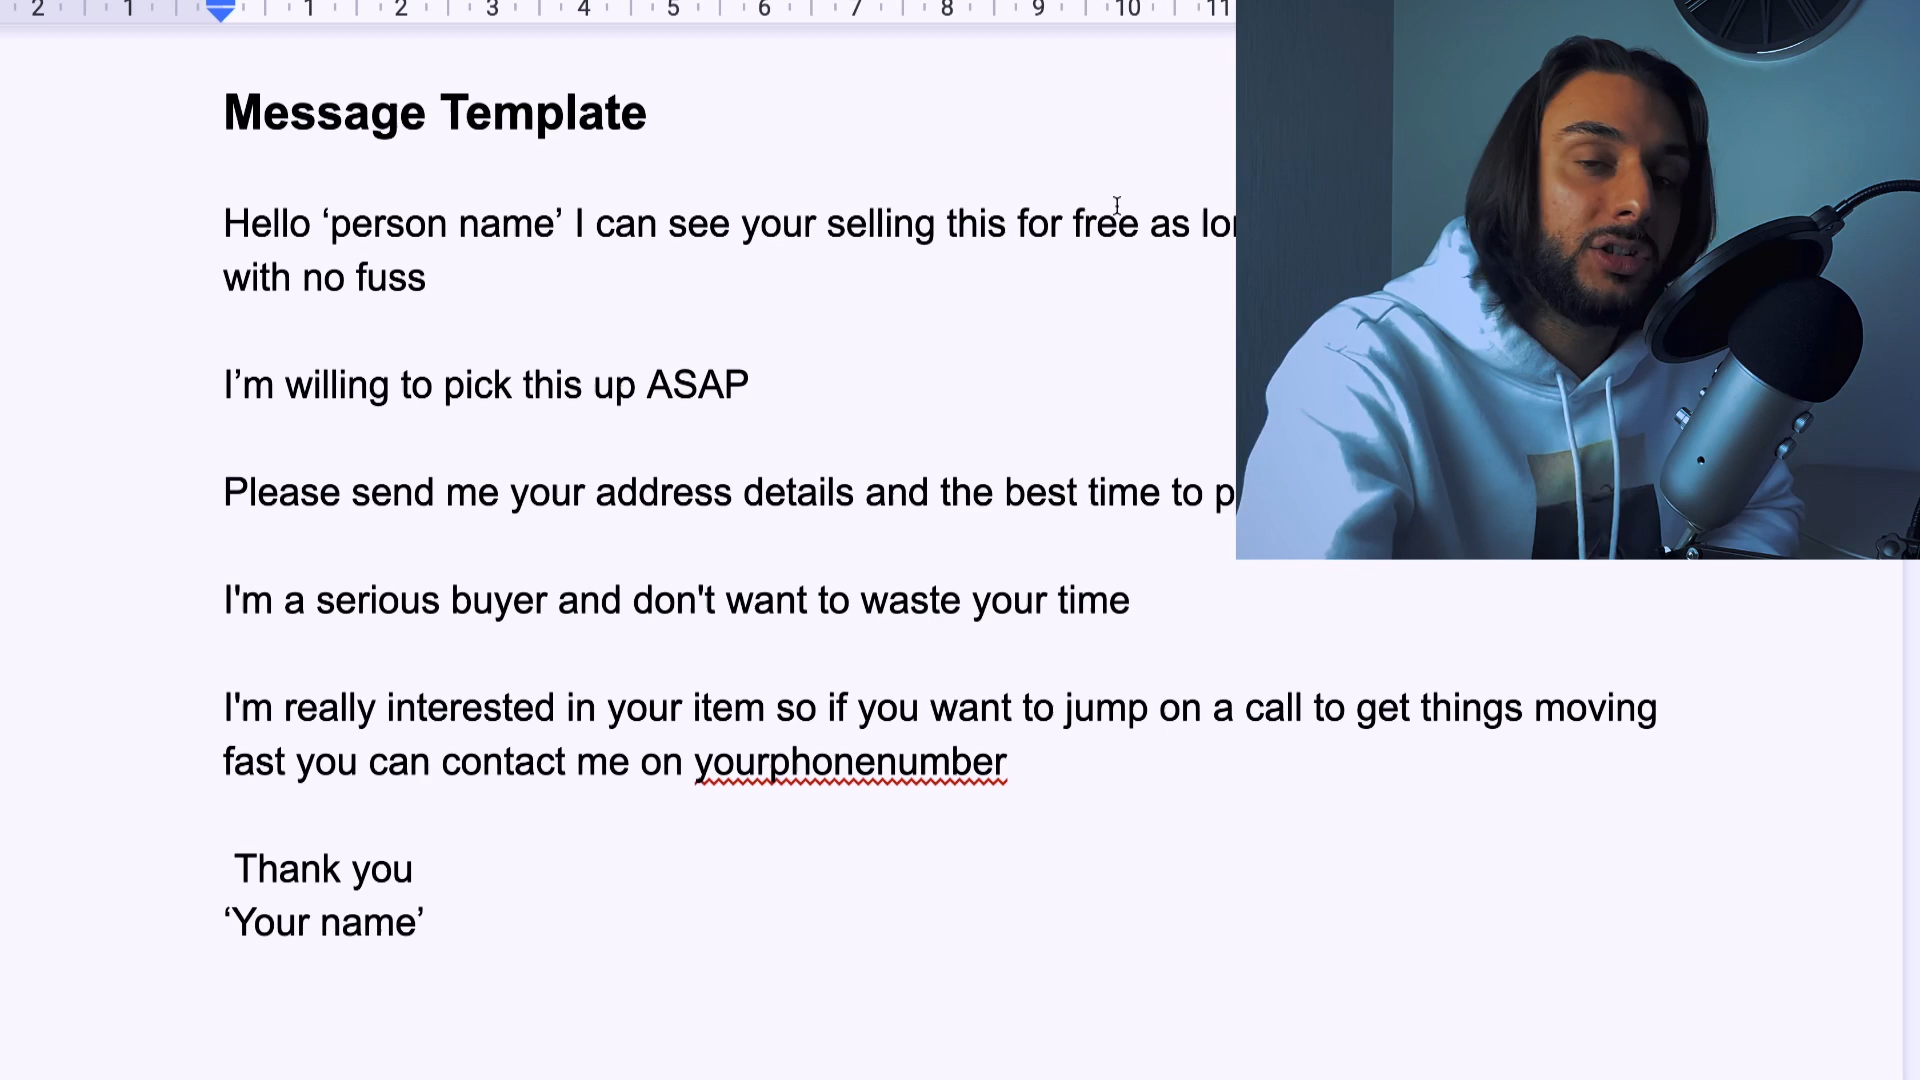 2 1 1 2 3 4 5 6 7 8 9 10 11
Message Template
Hello ‘person name’ I can see your selling this for free as
with no fuss
I’m willing to pick this up ASAP
Please send me your address details and the best time to
I'm a serious buyer and don't want to waste your time
I'm really interested in your item so if you want to jump on a call to get things moving
fast you can contact me on yourphonenumber
Thank you
‘Your name’